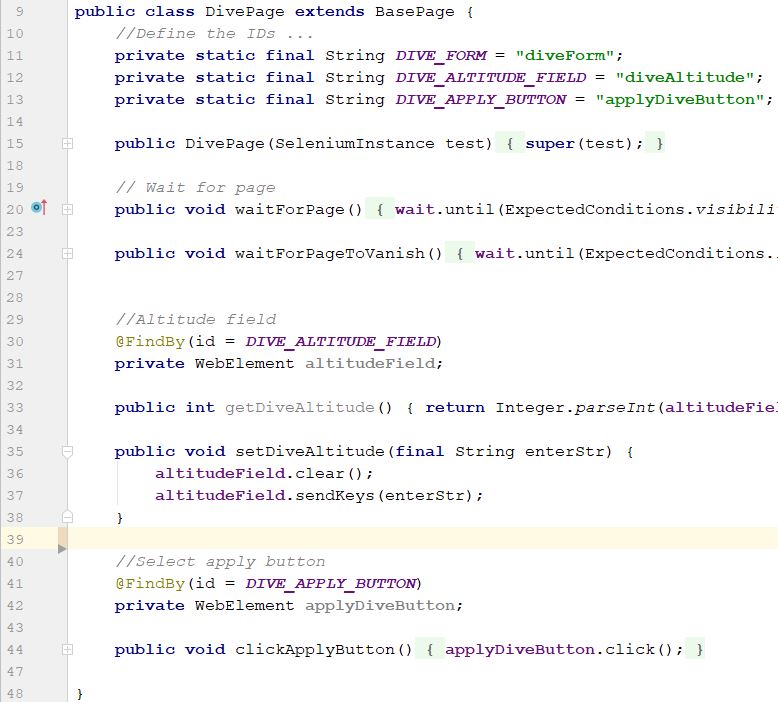 9 public class DivePage extends BasePage {
10 //Define the IDs ...
11 private static final String DIVE_FORM = "diveForm";
12 private static final String DIVE_ALTITUDE_FIELD = "diveAltitude";
13 private static final String DIVE_APPLY_BUTTON = "applyDiveButton";
14
15 public DivePage(SeleniumInstance test) { super(test); }
18
19 // Wait for page
20 public void waitForPage() { wait.until(ExpectedConditions.visibili
23
24 public void waitForPageToVanish() { wait.until(ExpectedConditions.
27
28
29 //Altitude field
30 @FindBy(id = DIVE_ALTITUDE_FIELD)
31 private WebElement altitudeField;
32
33 public int getDiveAltitude() { return Integer.parseInt(altitudeFie
34
35 public void setDiveAltitude(final String enterStr) {
36 altitudeField.clear();
37 altitudeField.sendKeys(enterStr);
38 }
39
40 //Select apply button
41 @FindBy(id = DIVE_APPLY_BUTTON)
42 private WebElement applyDiveButton;
43
44 public void clickApplyButton() { applyDiveButton.click(); }
47
48 }